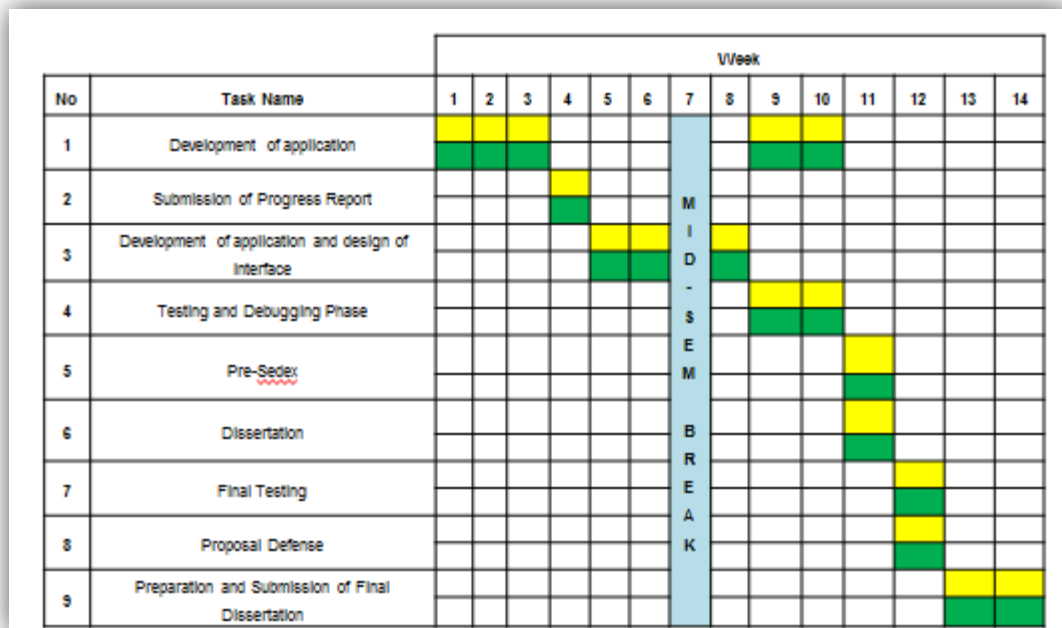 Week
No Task Name 1 2 3 4 5 6 7 8 9 10 11 12 13 14
1 Development of application
2 Submission of Progress Report
3 Development of application and design of
Interface
4 Testing and Debugging Phase
5 Pre-Sedex
6 Dissertation
7 Final Testing
8 Proposal Defense
9 Preparation and Submission of Final
Dissertation
MID-SEM BREAK